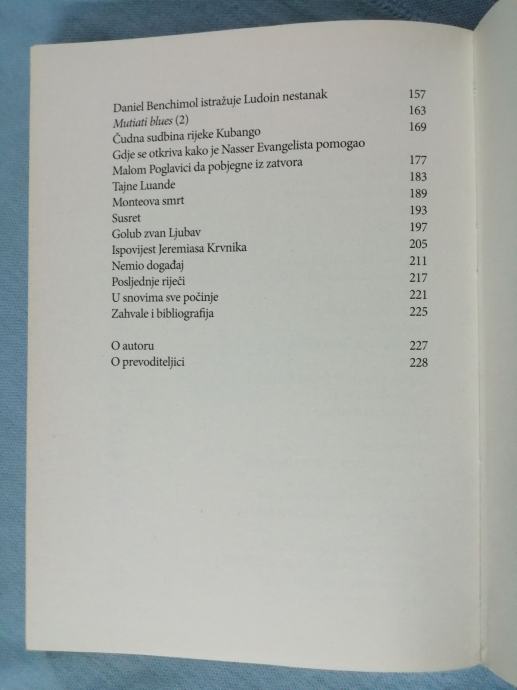 Daniel Benchimol istražuje Ludoin nestanak 157
Mutiati blues (2) 163
Čudna sudbina rijeke Kubango 169
Gdje se otkriva kako je Nasser Evangelista pomogao
Malom Poglavici da pobjegne iz zatvora 177
Tajne Luande 183
Monteova smrt 189
Susret 193
Golub zvan Ljubav 197
Ispovijest Jeremiasa Krvnika 205
Nemio događaj 211
Posljednje riječi 217
U snovima sve počinje 221
Zahvale i bibliografija 225
O autoru 227
O prevoditeljici 228